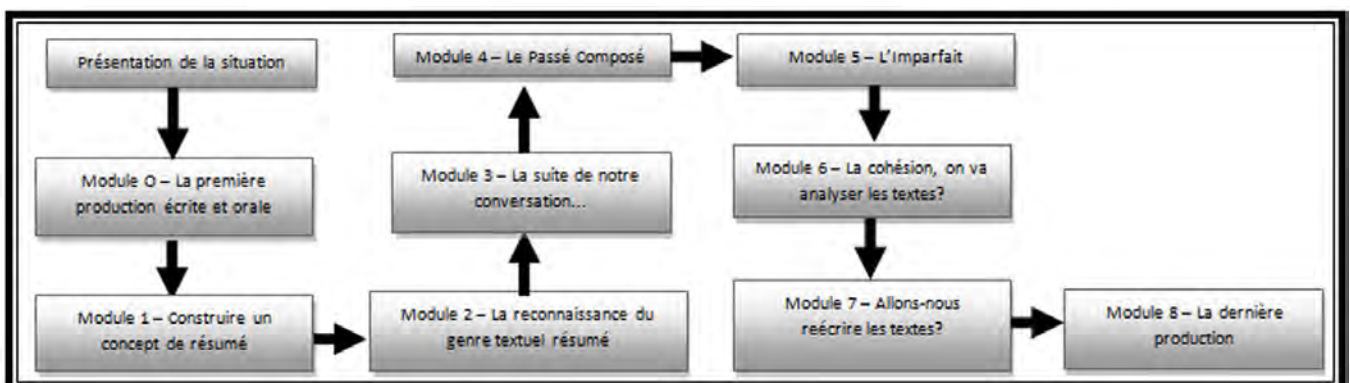 Présentation de la situation
Module O – La première
production écrite et orale
Module 1 – Construire un
concept de résumé
Module 2 – La reconnaissance du
genre textuel résumé
Module 3 – La suite de notre
conversation...
Module 4 – Le Passé Composé
Module 5 – L'Imparfait
Module 6 – La cohésion, on va
analyser les textes?
Module 7 – Allons-nous
reécrire les textes?
Module 8 – La dernière
production